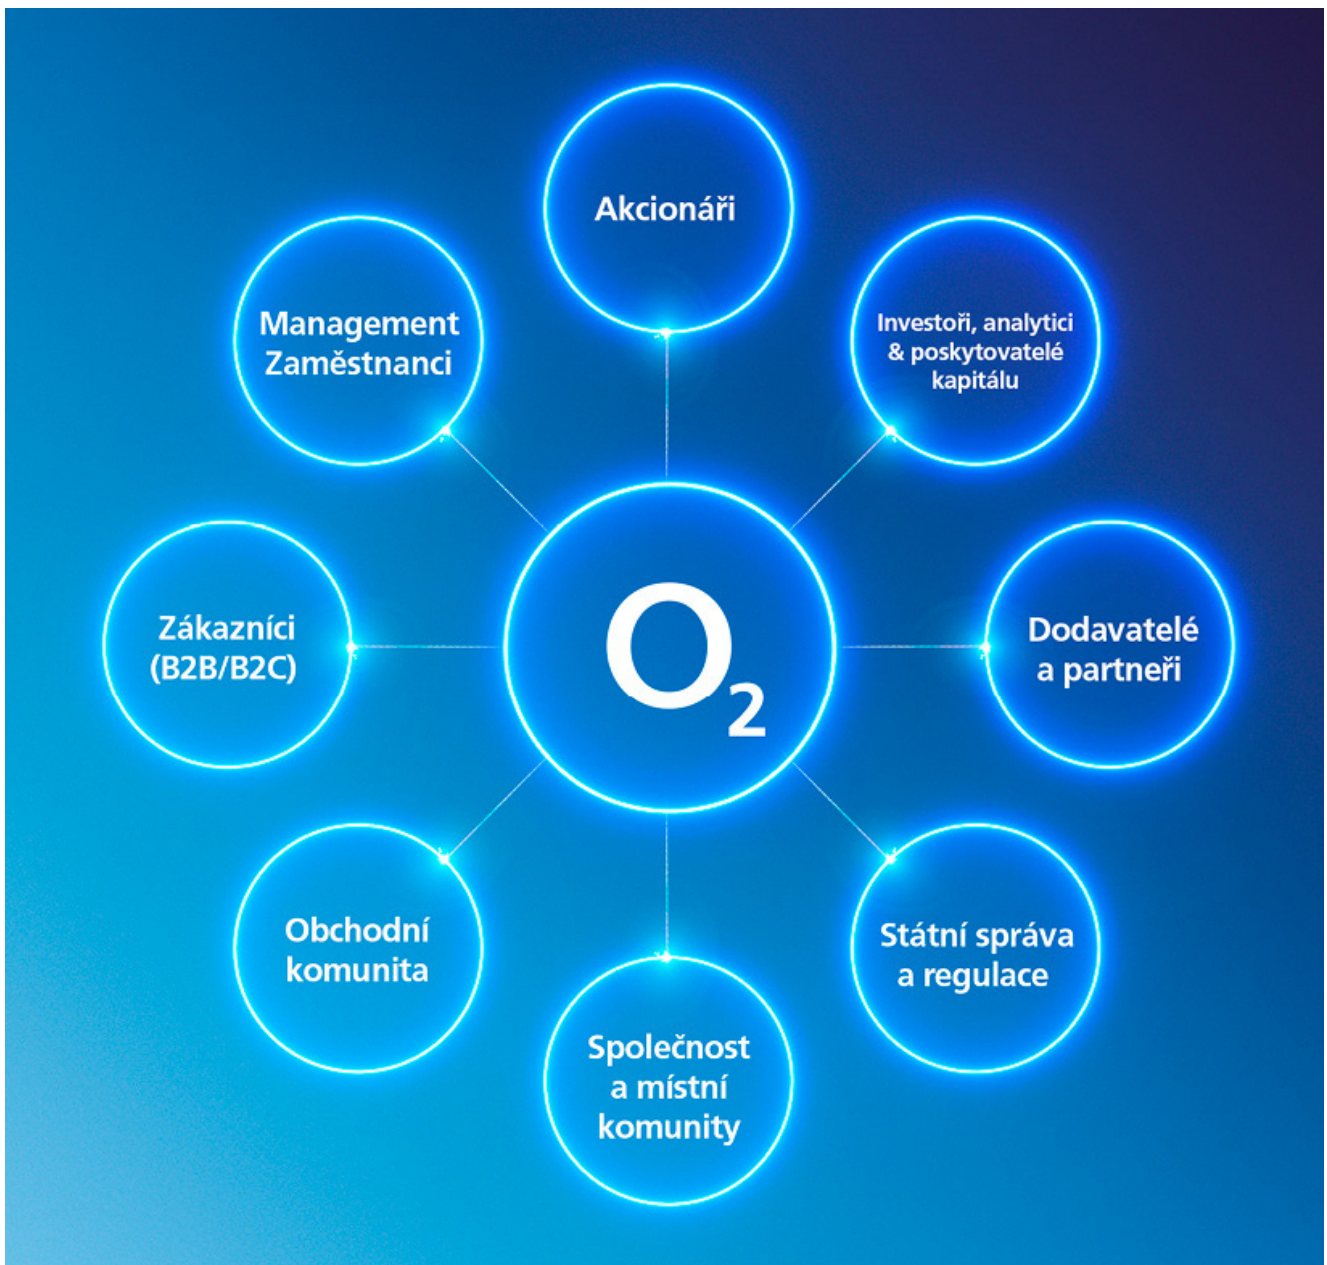 Akcionáři
Management
Zaměstnanci
Investoři, analytici
& poskytovatelé
kapitálu
Zákazníci
(B2B/B2C)
O2
Dodavatelé
a partneři
Obchodní
komunita
Státní správa
a regulace
Společnost
a místní
komunity